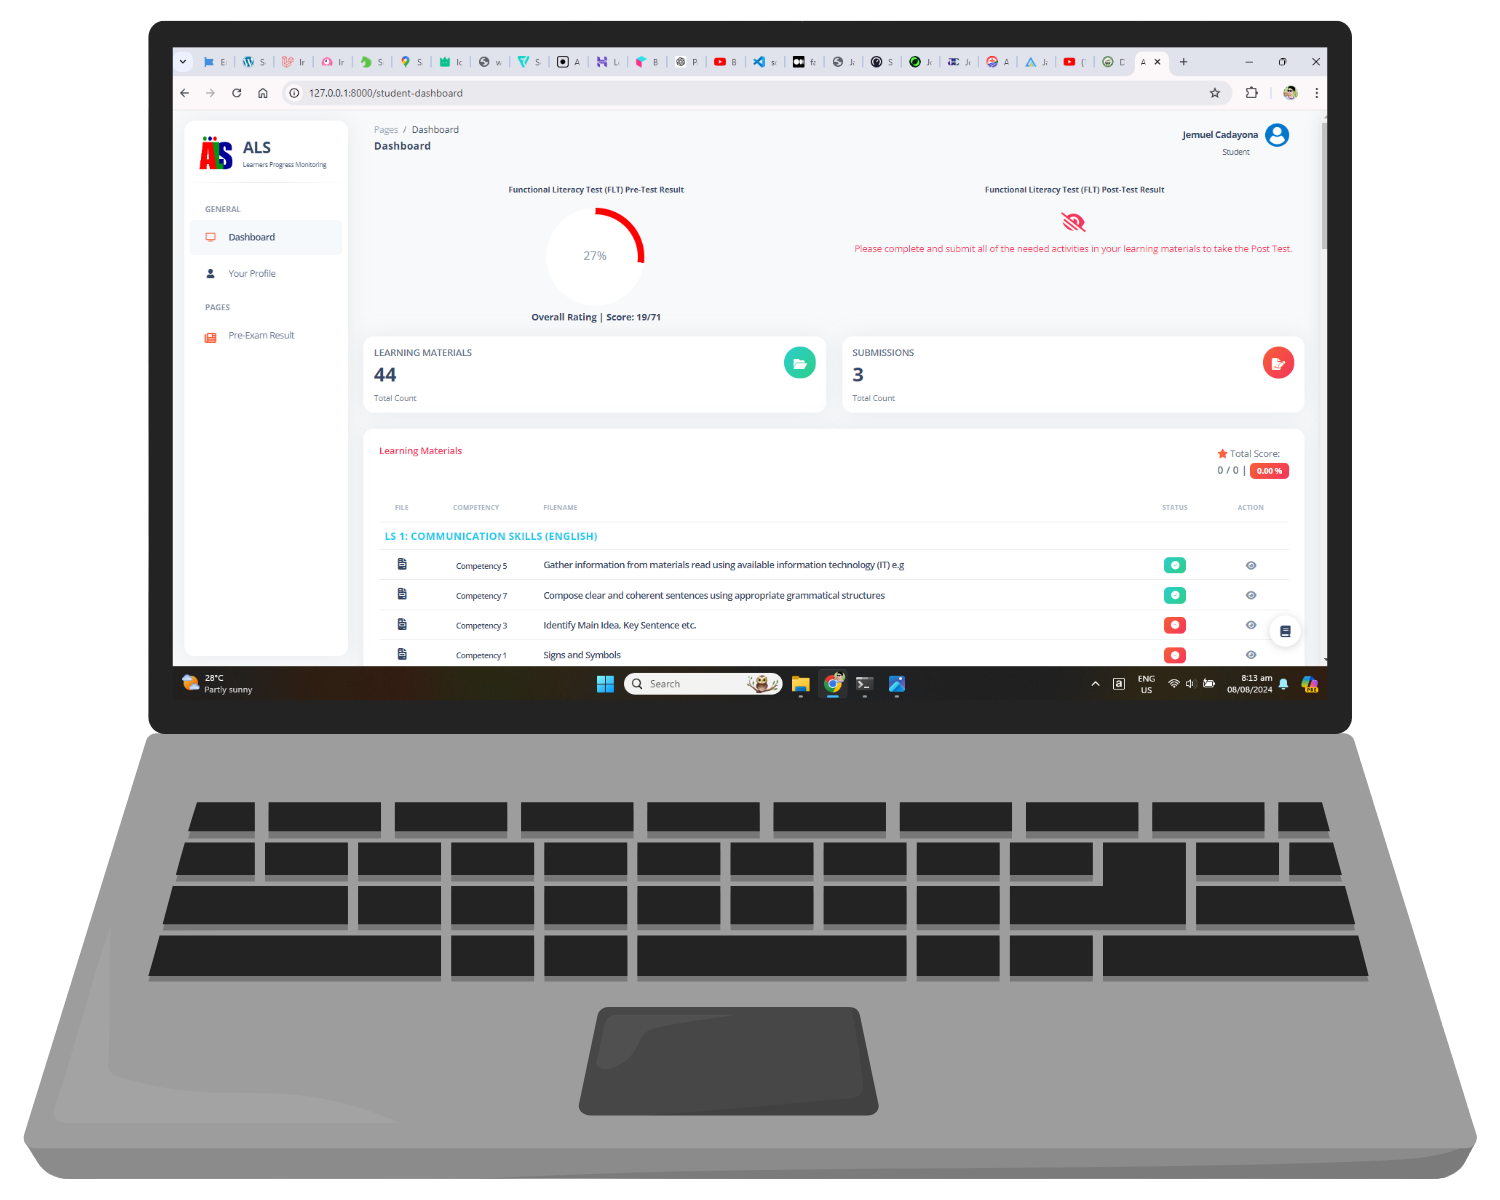 127.0.0.1:8000/student-dashboard
ALS
ALS
Learners Progress Monitoring
GENERAL
Dashboard
Your Profile
PAGES
Pre-Exam Result
Pages / Dashboard
Dashboard
Jemuel Cadayona
Student
Functional Literacy Test (FLT) Pre-Test Result
27%
Overall Rating | Score: 19/71
Functional Literacy Test (FLT) Post-Test Result
Please complete and submit all of the needed activities in your learning materials to take the Post Test.
LEARNING MATERIALS
44
Total Count
SUBMISSIONS
3
Total Count
Learning Materials
Total Score:
0 / 0 | 0.00 %
FILE COMPETENCY FILENAME STATUS ACTION
LS 1: COMMUNICATION SKILLS (ENGLISH)
Competency 5 Gather information from materials read using available information technology (IT) e.g
Competency 7 Compose clear and coherent sentences using appropriate grammatical structures
Competency 3 Identify Main Idea. Key Sentence etc.
Competency 1 Signs and Symbols
28°C
Partly sunny
Search
ENG
US
8:13 am
08/08/2024